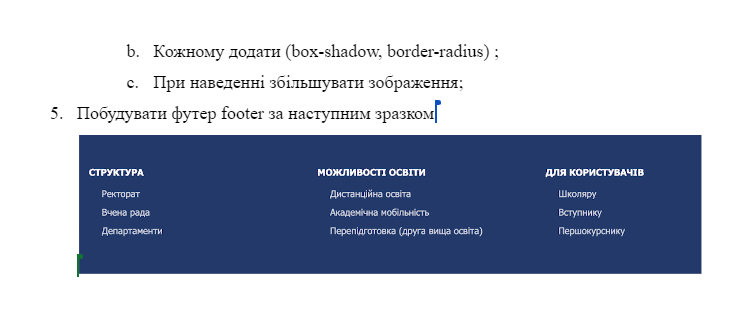 b. Кожному додати (box-shadow, border-radius) ;
c. При наведенні збільшувати зображення;
5. Побудувати футер footer за наступним зразком
СТРУКТУРА
Ректорат
Вчена рада
Департаменти
МОЖЛИВОСТІ ОСВІТИ
Дистанційна освіта
Академічна мобільність
Перепідготовка (друга вища освіта)
ДЛЯ КОРИСТУВАЧІВ
Школяру
Вступнику
Першокурснику